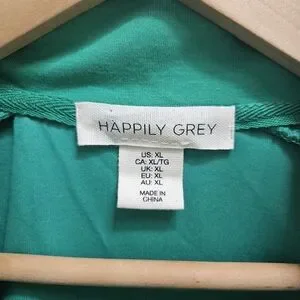 HAPPILY GREY
US: XL
CA: XL/TG
UK: XL
EU: XL
AU: XL
MADE IN
CHINA